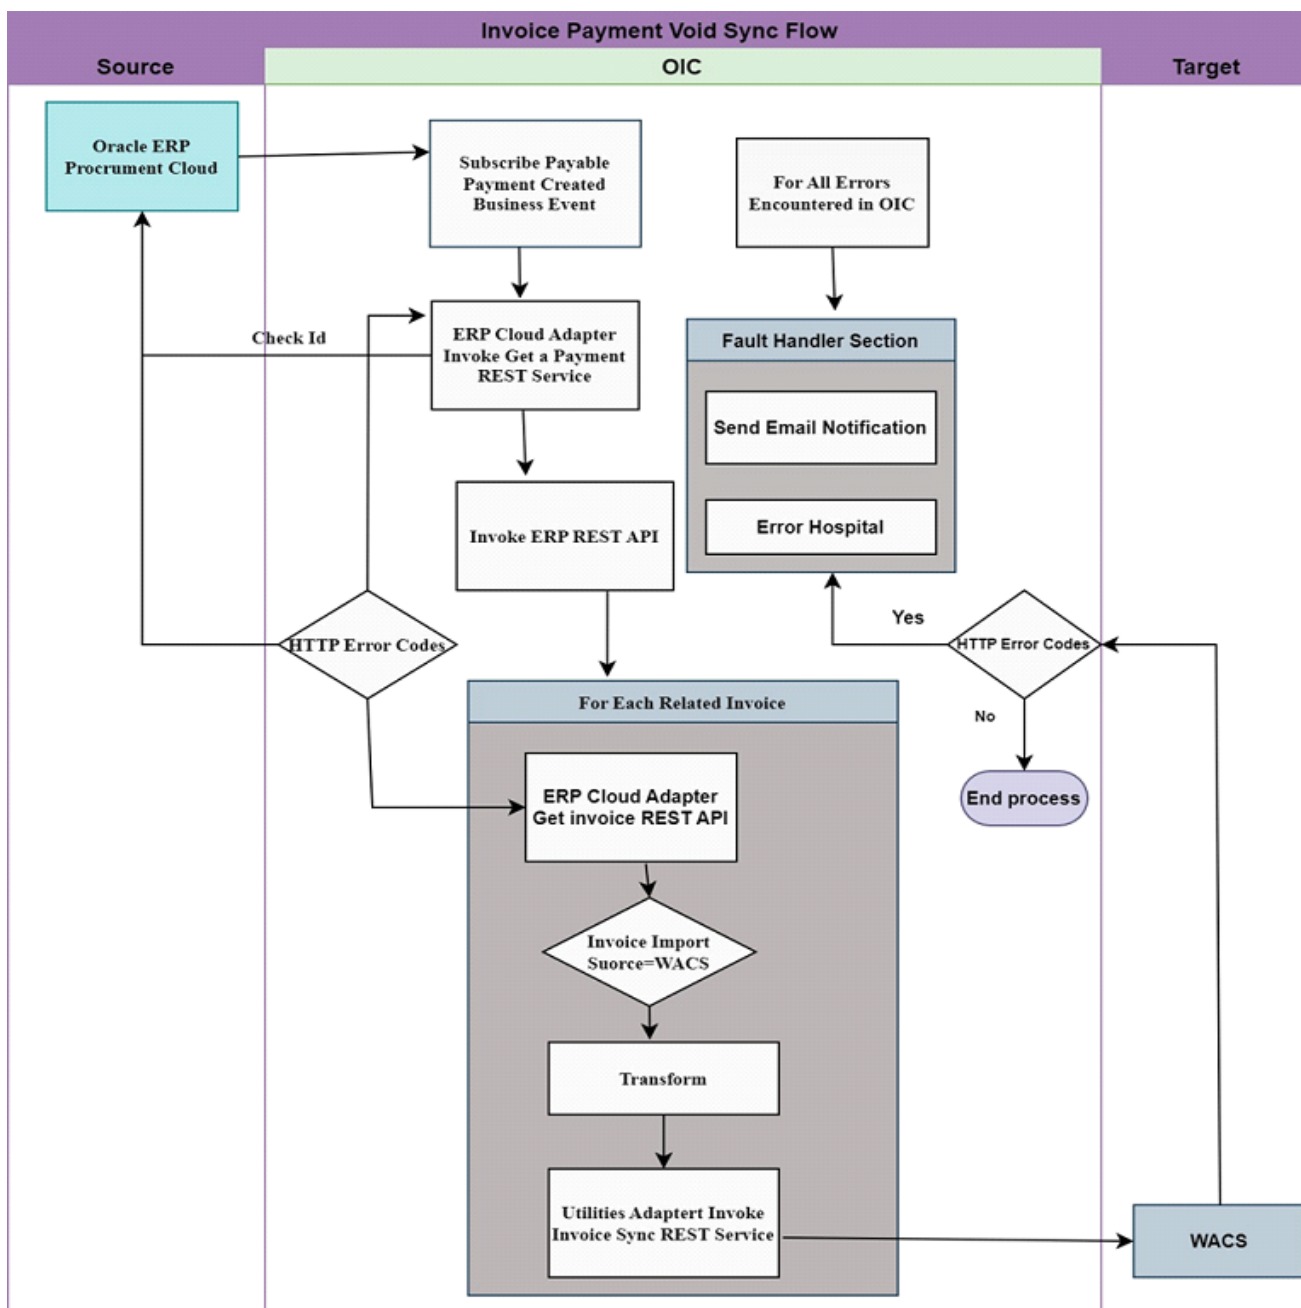 Invoice Payment Void Sync Flow
Source
OIC
Target
Oracle ERP
Procrument Cloud
Subscribe Payable
Payment Created
Business Event
For All Errors
Encountered in OIC
Check Id
ERP Cloud Adapter
Invoke Get a Payment
REST Service
Fault Handler Section
Send Email Notification
Error Hospital
Invoke ERP REST API
HTTP Error Codes
Yes
HTTP Error Codes
No
End process
For Each Related Invoice
ERP Cloud Adapter
Get invoice REST API
Invoice Import
Suorce=WACS
Transform
Utilities Adaptert Invoke
Invoice Sync REST Service
WACS